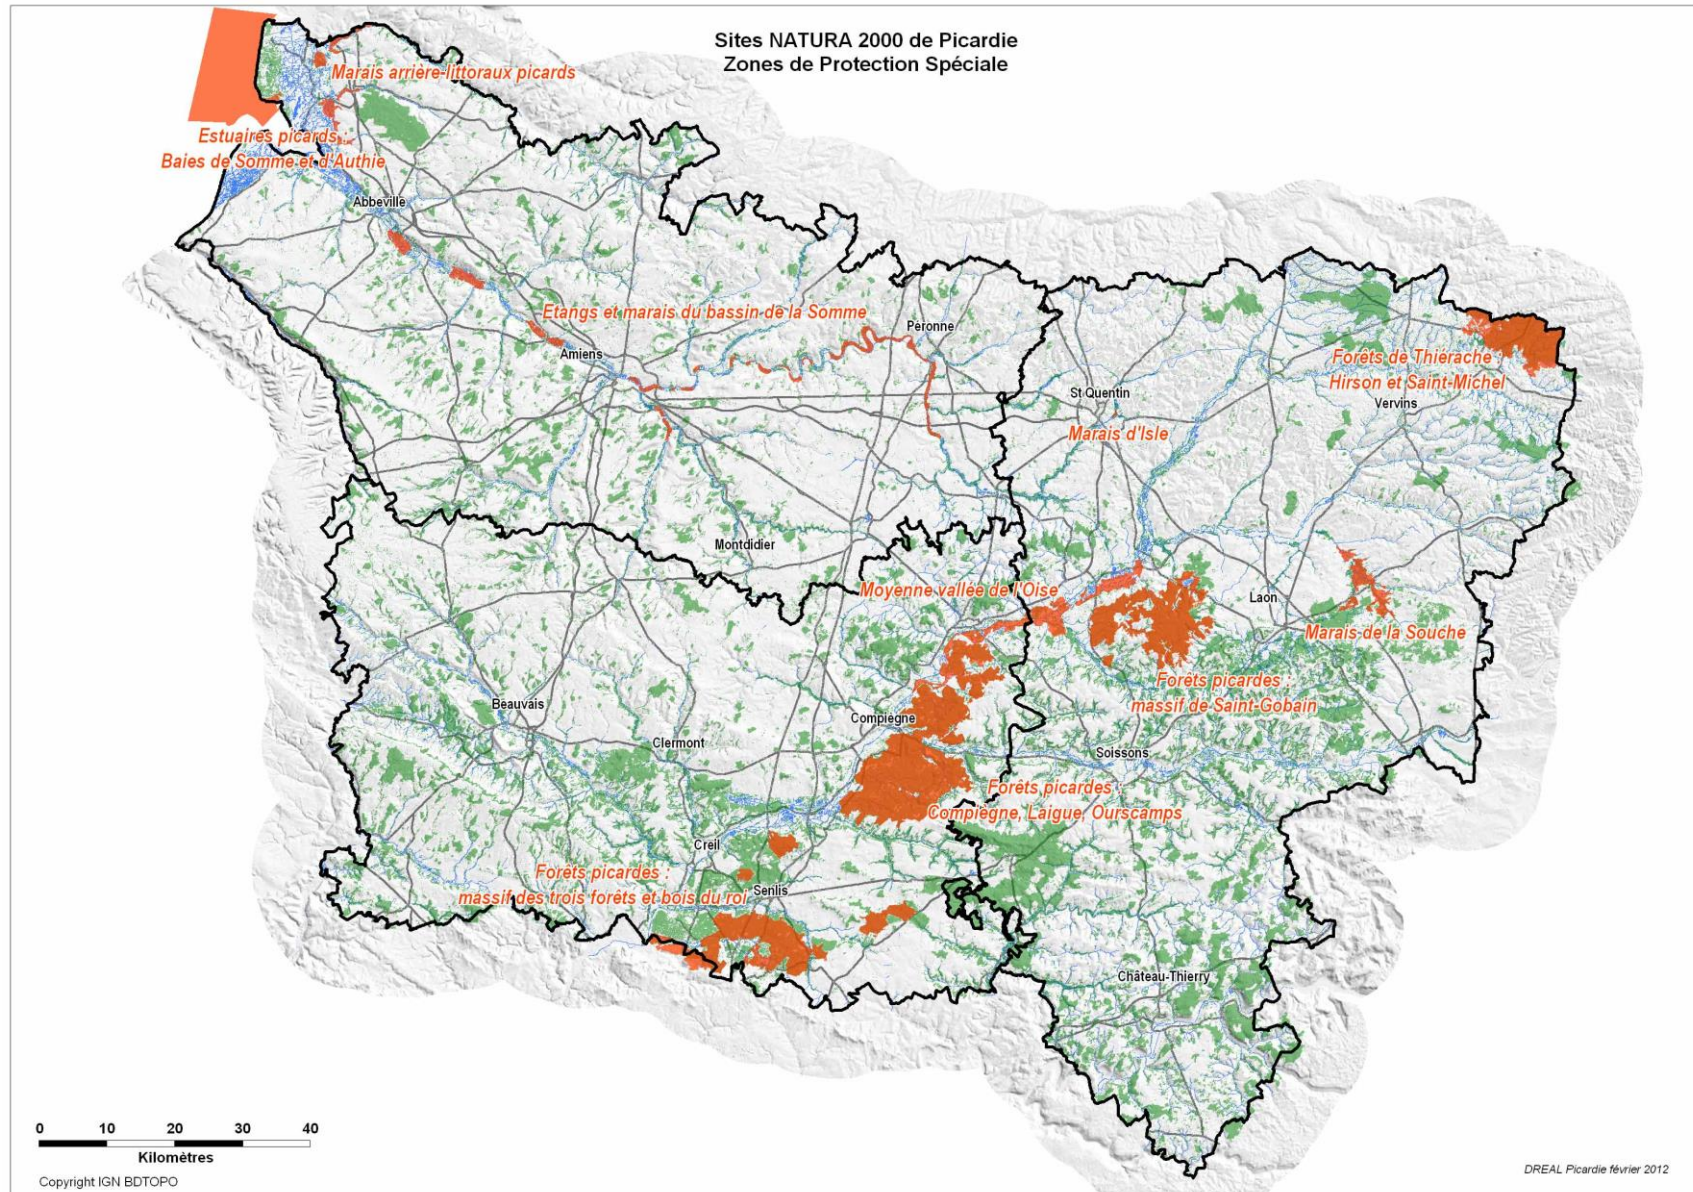 Sites NATURA 2000 de Picardie
Zones de Protection Spéciale
Marais arrière-littoraux picards
Estuaires picards :
Baies de Somme et d'Authie
Abbeville
Etangs et marais du bassin de la Somme
Péronne
Amiens
Forêts de Thiérache :
Hirson et Saint-Michel
St Quentin
Vervins
Marais d'Isle
Montdidier
Moyenne vallée de l'Oise
Laon
Marais de la Souche
Forêts picardes :
massif de Saint-Gobain
Beauvais
Compiègne
Clermont
Soissons
Forêts picardes :
Compiègne, Laigue, Ourscamps
Creil
Forêts picardes :
massif des trois forêts et bois du roi
Senlis
Château-Thierry
0 10 20 30 40
Kilomètres
Copyright IGN BDTOPO
DREAL Picardie février 2012